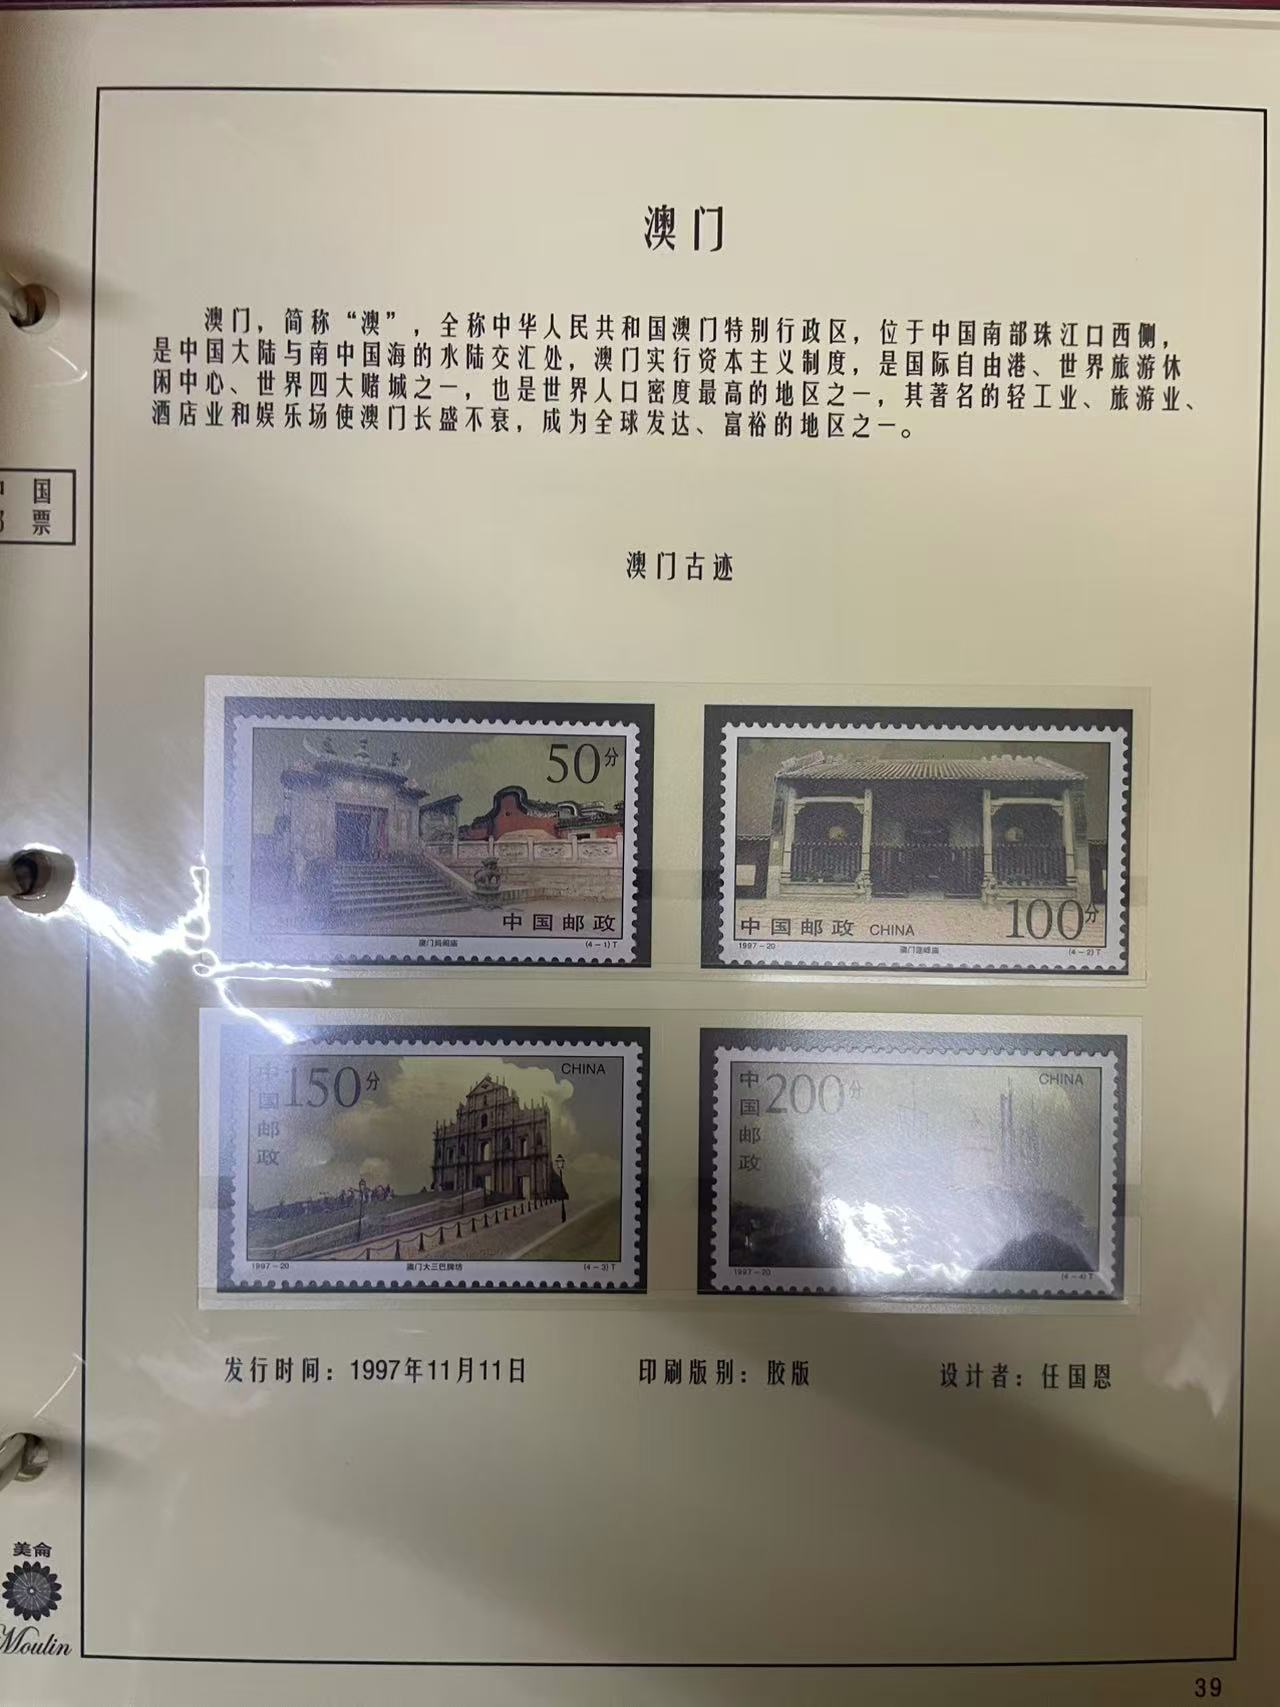 澳门
澳门，简称“澳”，全称中华人民共和国澳门特别行政区，位于中国南部珠江口西侧，
是中国大陆与南中国海的水陆交汇处，澳门实行资本主义制度，是国际自由港、世界旅游休
闲中心、世界四大赌城之一，也是世界人口密度最高的地区之一，其著名的轻工业、旅游业、
酒店业和娱乐场使澳门长盛不衰，成为全球发达、富裕的地区之一。
国
票
澳门古迹
50分
中国邮政
澳门妈阁庙
(4-1)T
中国邮政 CHINA
100分
1997-20
澳门莲峰庙
(4-2)T
中国邮政
150分
CHINA
1997-20
澳门大三巴牌坊
(4-3)T
中国邮政
200分
CHINA
1997-20
(4-4)T
发行时间：1997年11月11日
印刷版别：胶版
设计者：任国恩
美仑
Moulin
39